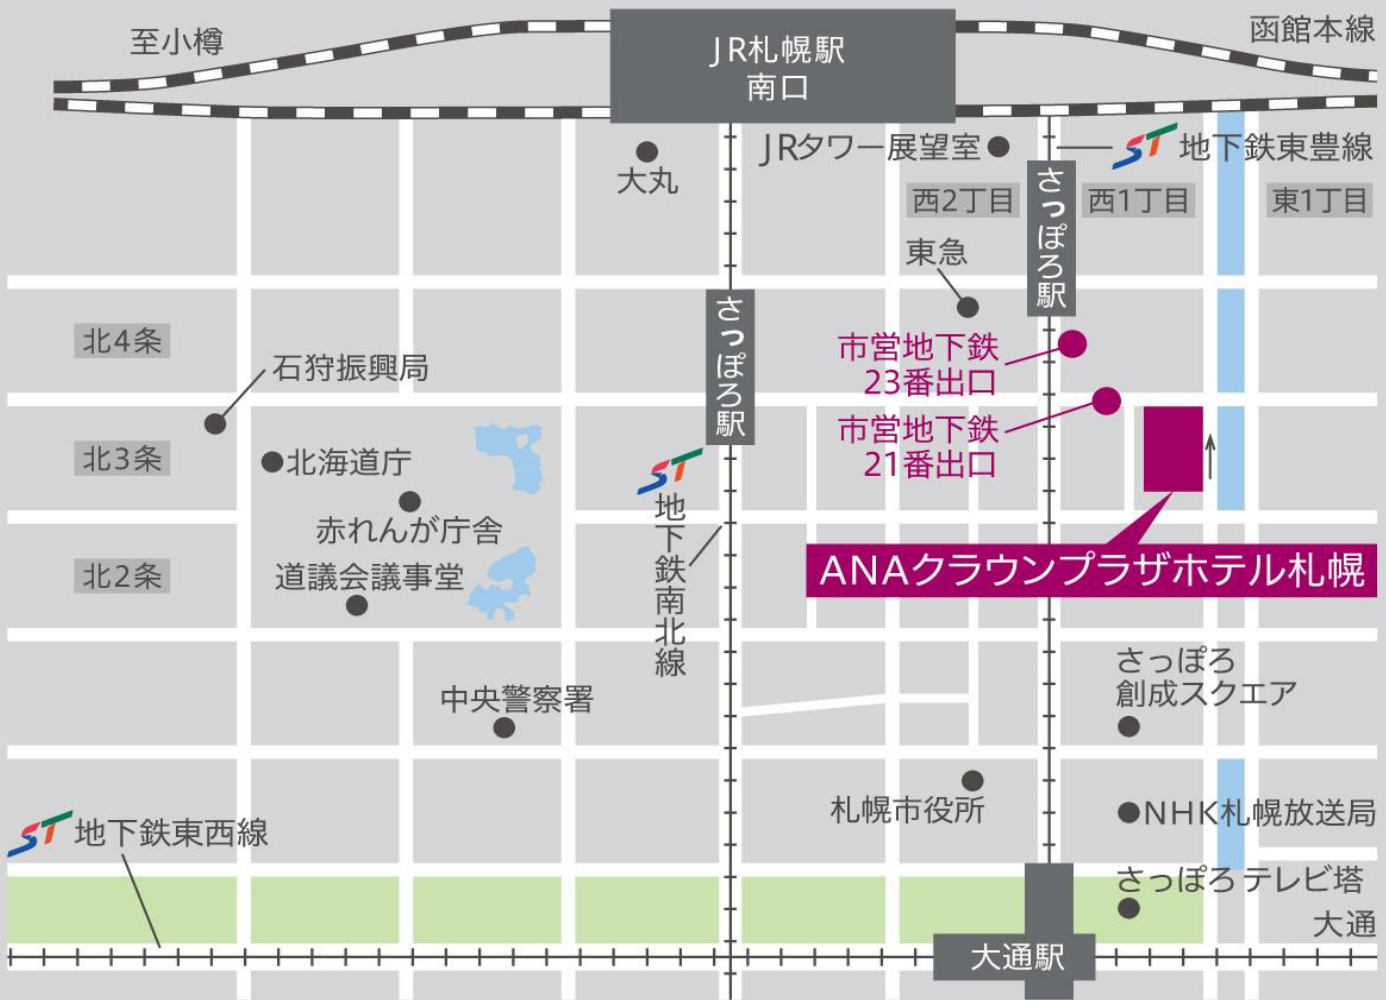 至小樽
JR札幌駅
南口
函館本線
大丸
JRタワー展望室
ST 地下鉄東豊線
西2丁目
さっぽろ駅
西1丁目
東1丁目
東急
さっぽろ駅
北4条
市営地下鉄
23番出口
石狩振興局
市営地下鉄
21番出口
北3条
北海道庁
ST
地下鉄南北線
赤れんが庁舎
北2条
道議会議事堂
ANAクラウンプラザホテル札幌
さっぽろ
創成スクエア
中央警察署
札幌市役所
NHK札幌放送局
ST 地下鉄東西線
さっぽろテレビ塔
大通
大通駅